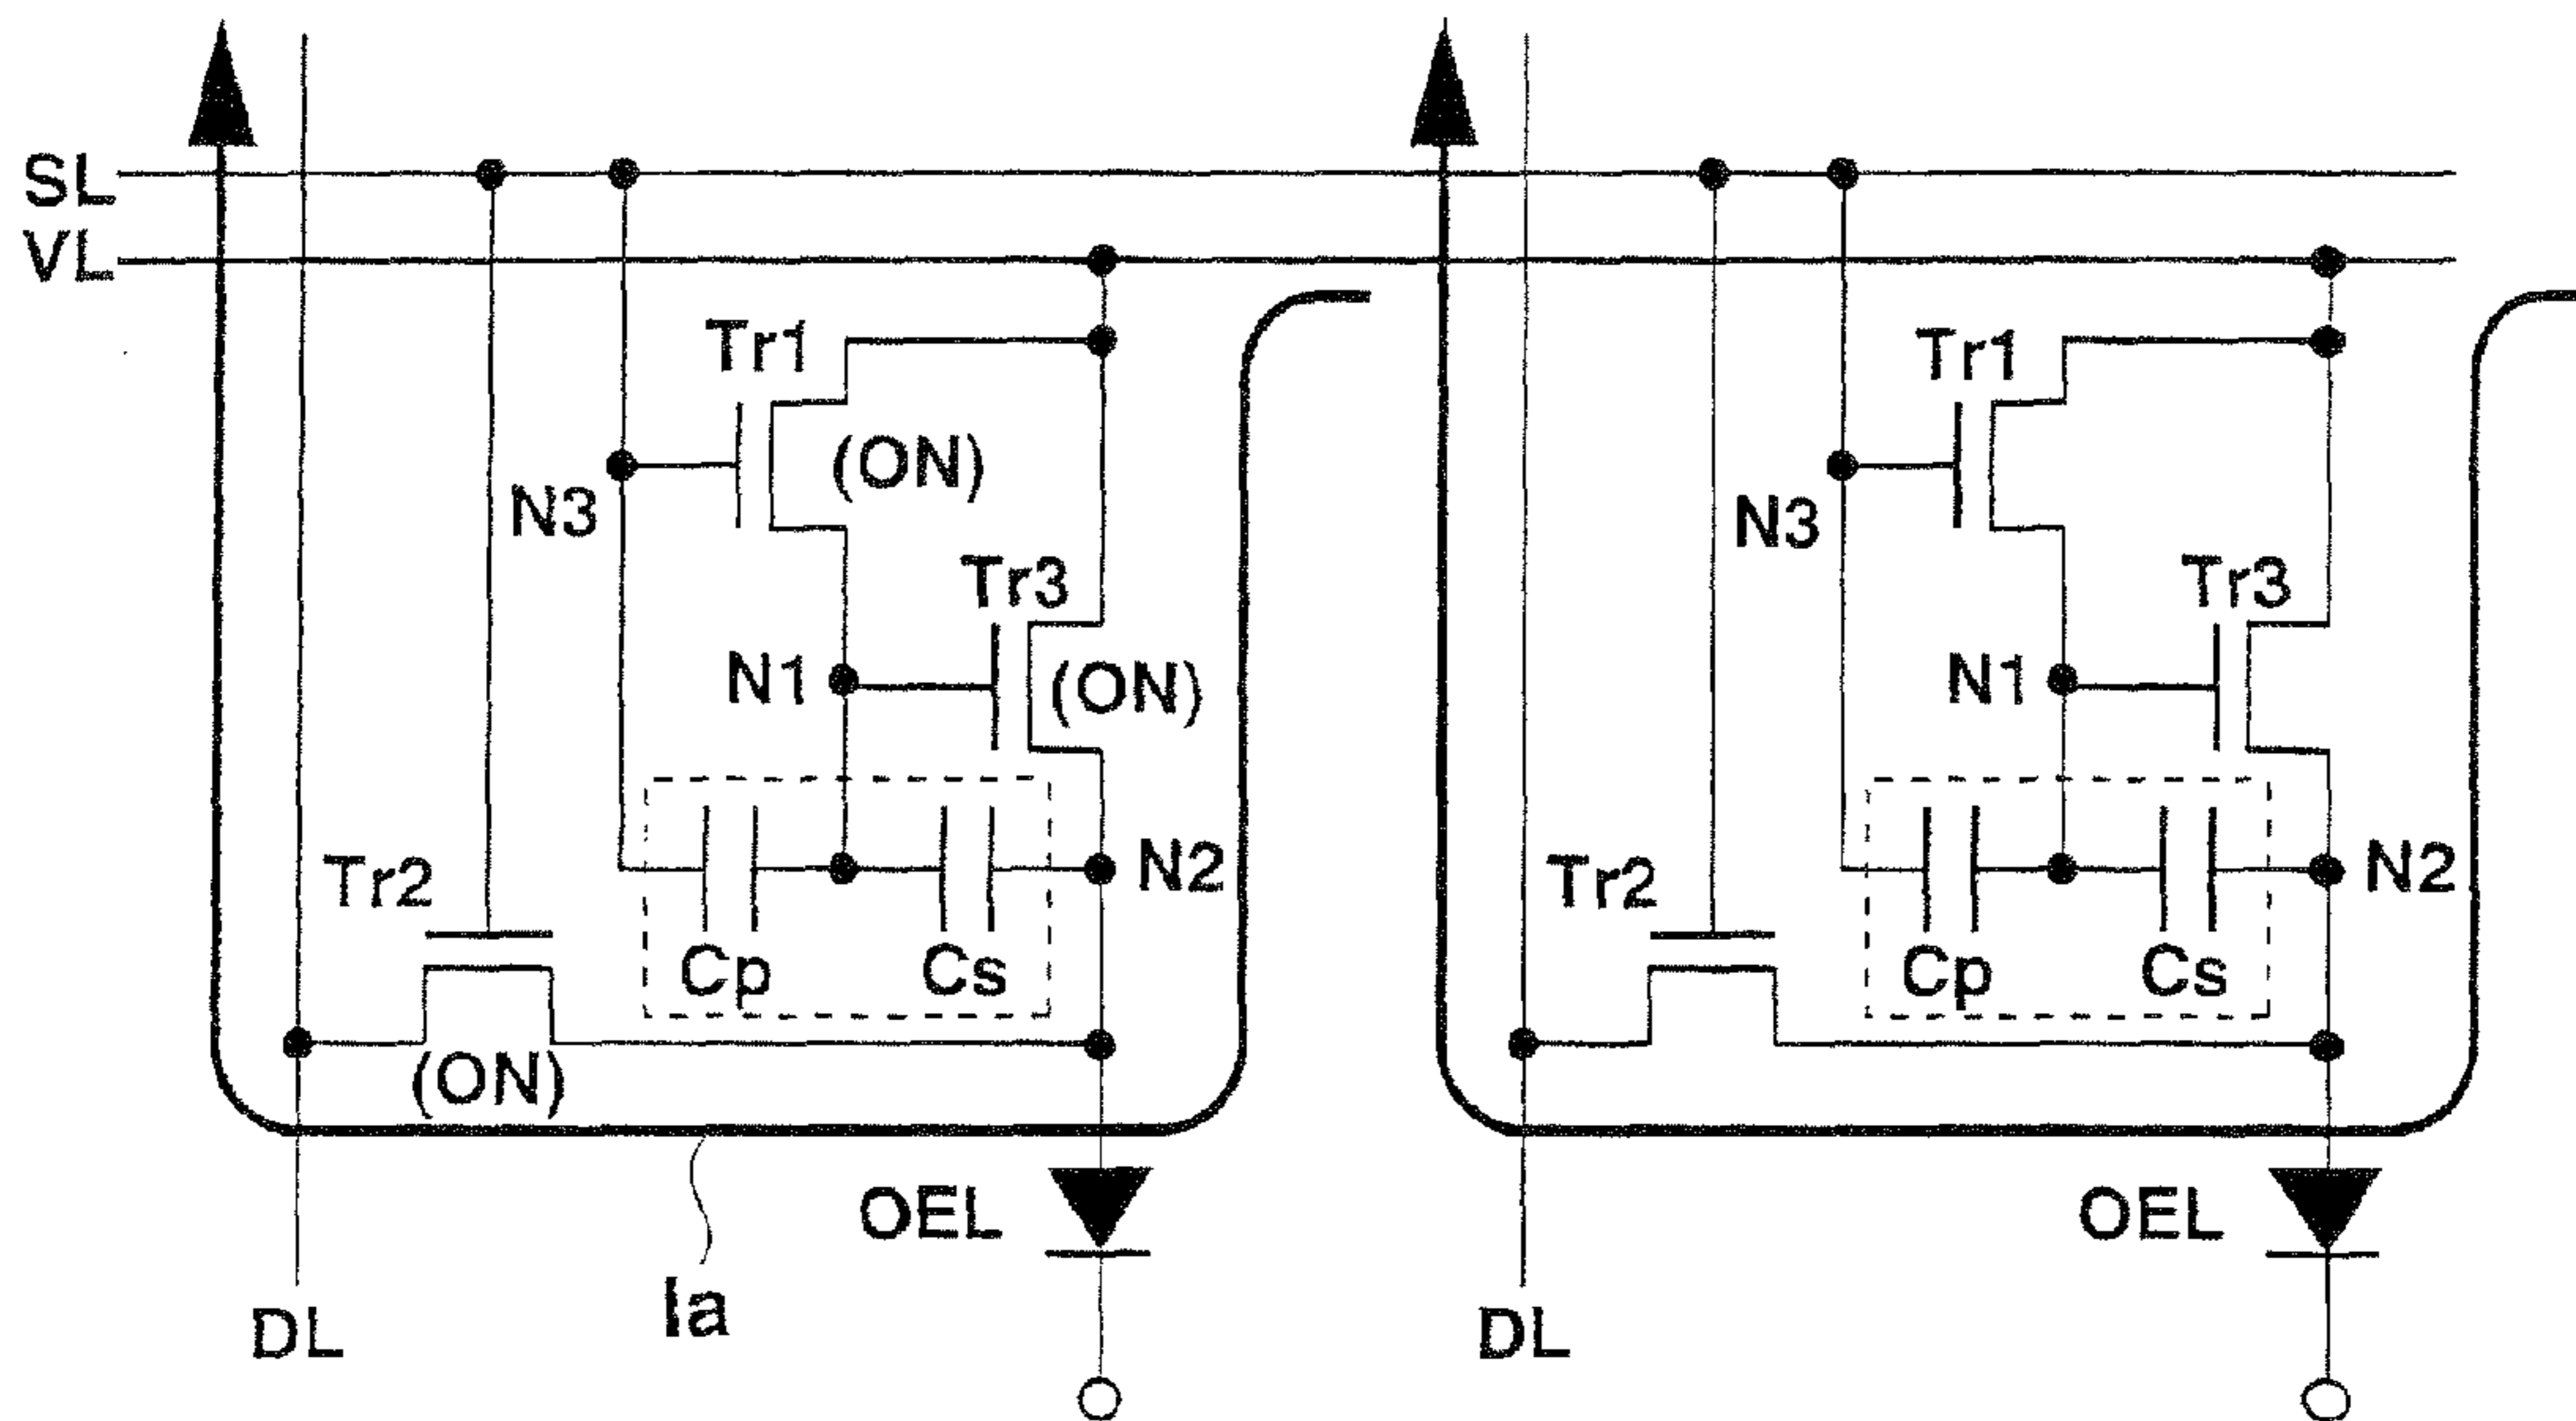 SL
VL
Tr1
Tr1
(ON)
N3
N3
Tr3
Tr3
N1
(ON)
N1
Tr2
N2
Tr2
N2
Cp
Cs
Cp
Cs
(ON)
OEL
OEL
Ia
DL
DL